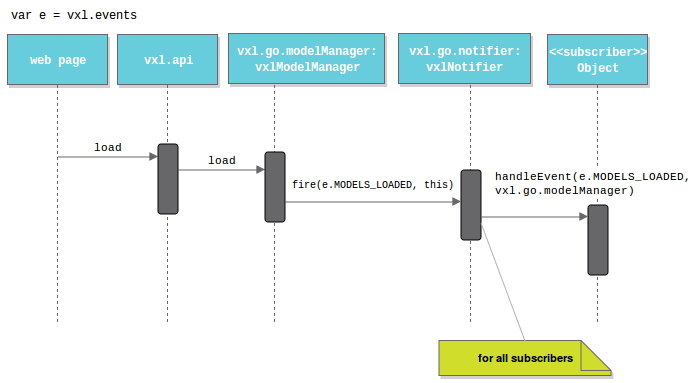 var e = vxl.events
web page
vxl.api
vxl.go.modelManager:
vxlModelManager
vxl.go.notifier:
vxlNotifier
<<subscriber>>
Object
load
load
fire(e.MODELS_LOADED, this)
handleEvent(e.MODELS_LOADED,
vxl.go.modelManager)
for all subscribers